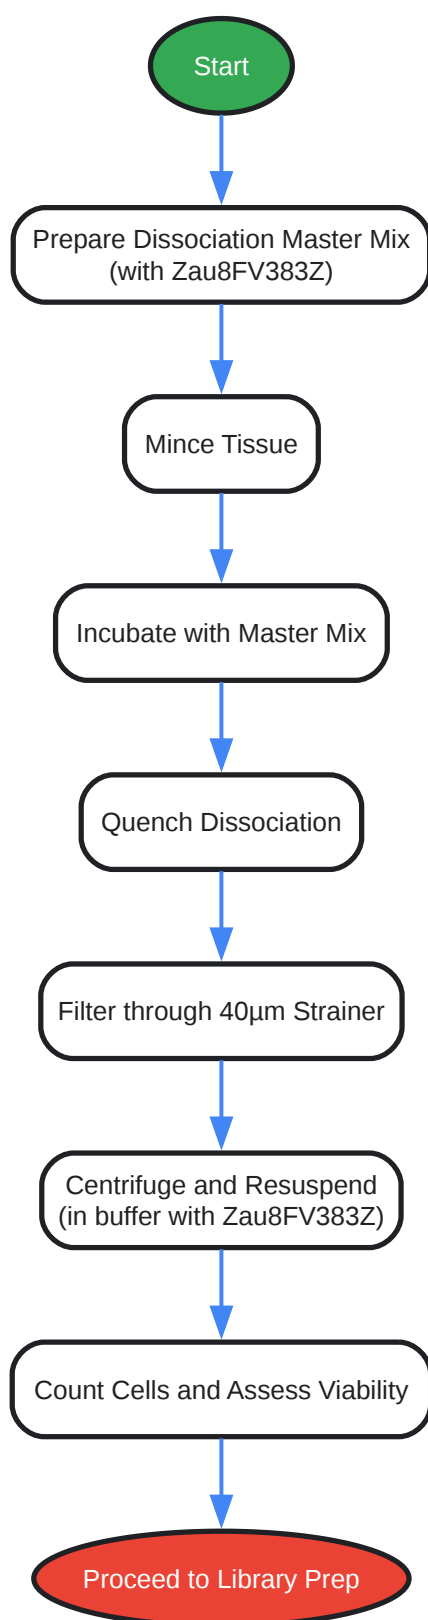 Start
Prepare Dissociation Master Mix
(with Zau8FV383Z)
Mince Tissue
Incubate with Master Mix
Quench Dissociation
Filter through 40µm Strainer
Centrifuge and Resuspend
(in buffer with Zau8FV383Z)
Count Cells and Assess Viability
Proceed to Library Prep